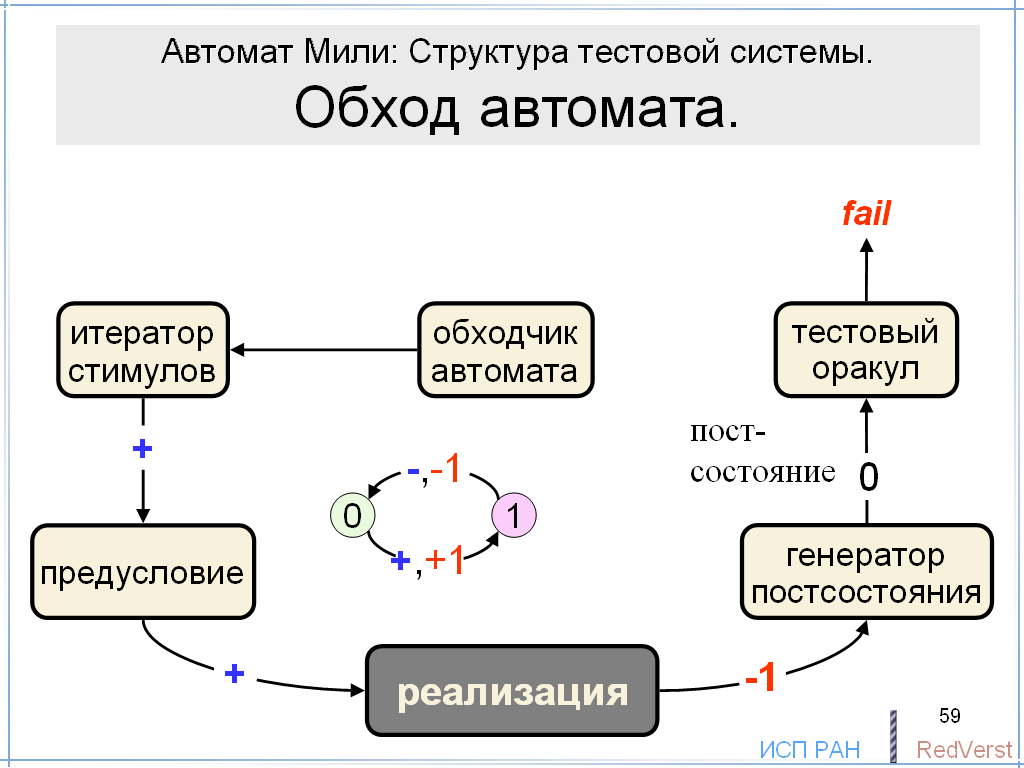 Автомат Мили: Структура тестовой системы.
Обход автомата.
fail
итератор
стимулов
обходчик
автомата
тестовый
оракул
+
пост-
состояние
0
-,-1
0
1
+,+1
предусловие
генератор
постсостояния
+
реализация
-1
59
ИСП РАН
RedVerst